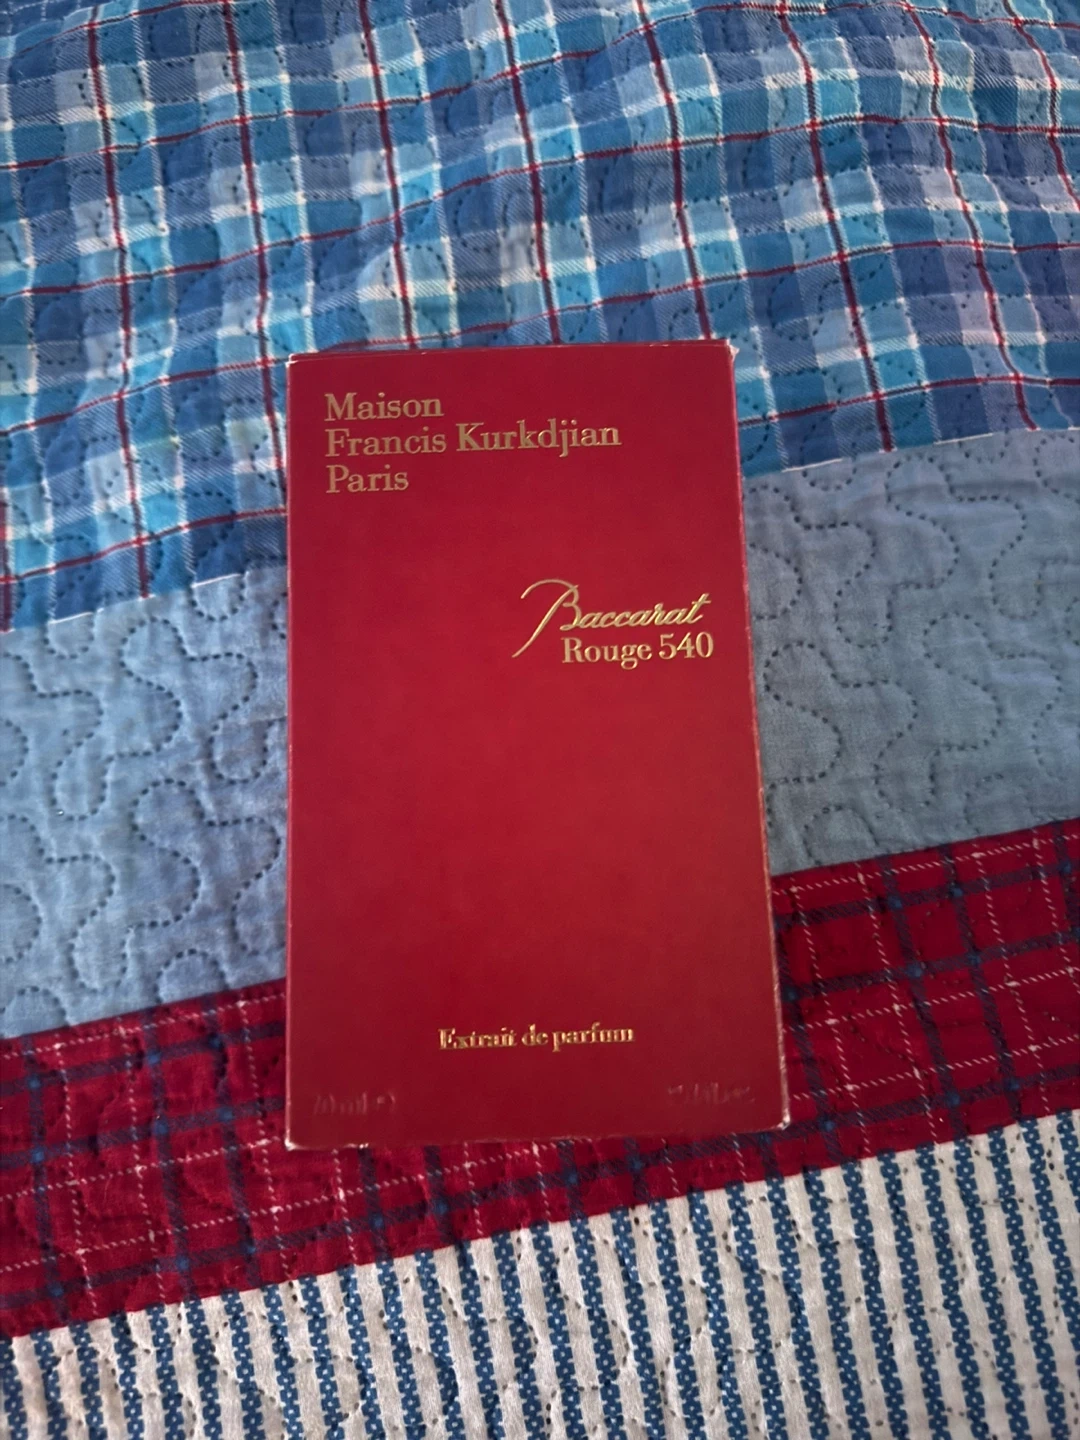 Maison
Francis Kurkdjian
Paris
Baccarat
Rouge 540
Extrait de parfum